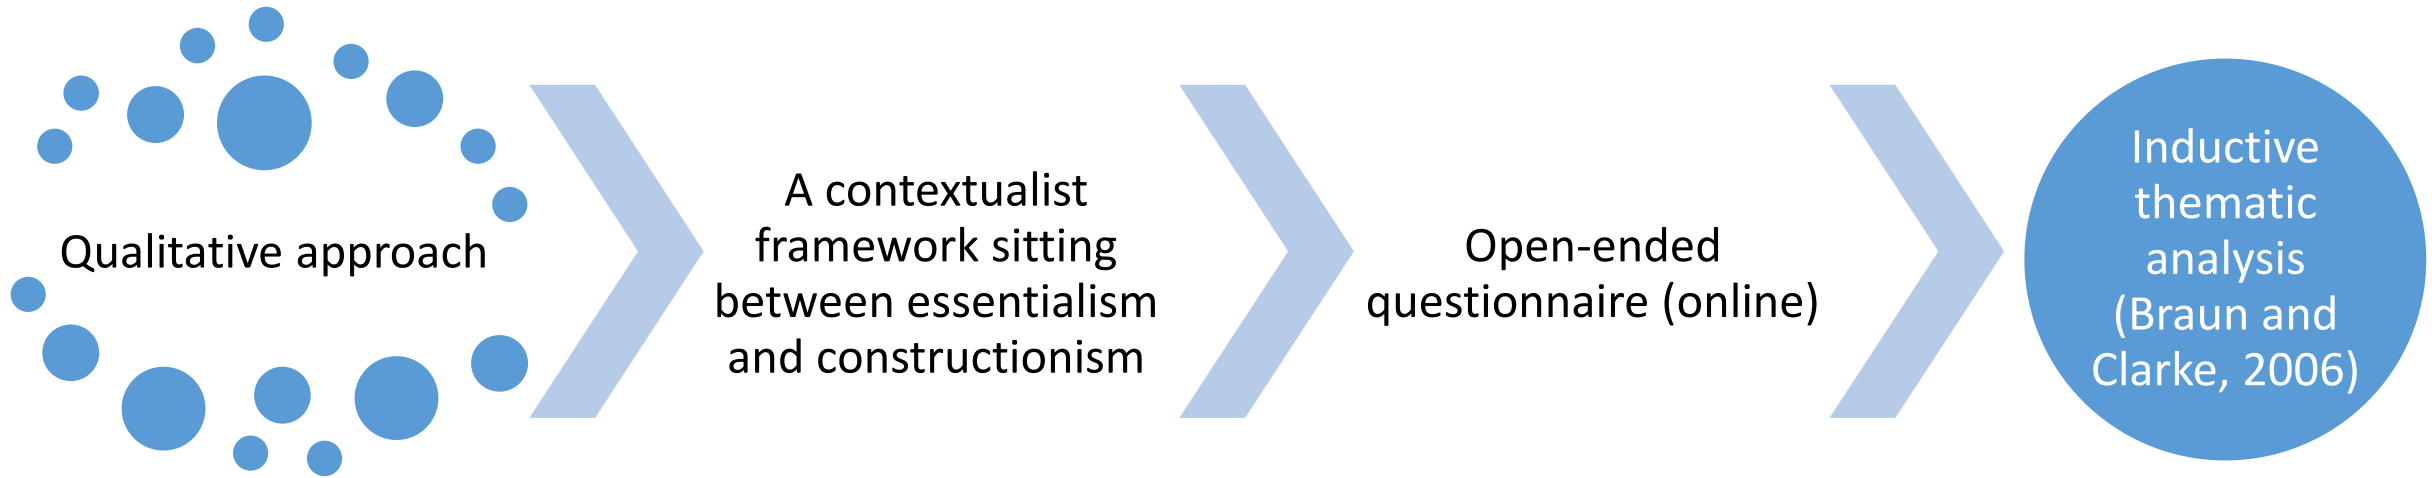 Qualitative approach
A contextualist
framework sitting
between essentialism
and constructionism
Open-ended
questionnaire (online)
Inductive
thematic
analysis
(Braun and
Clarke, 2006)